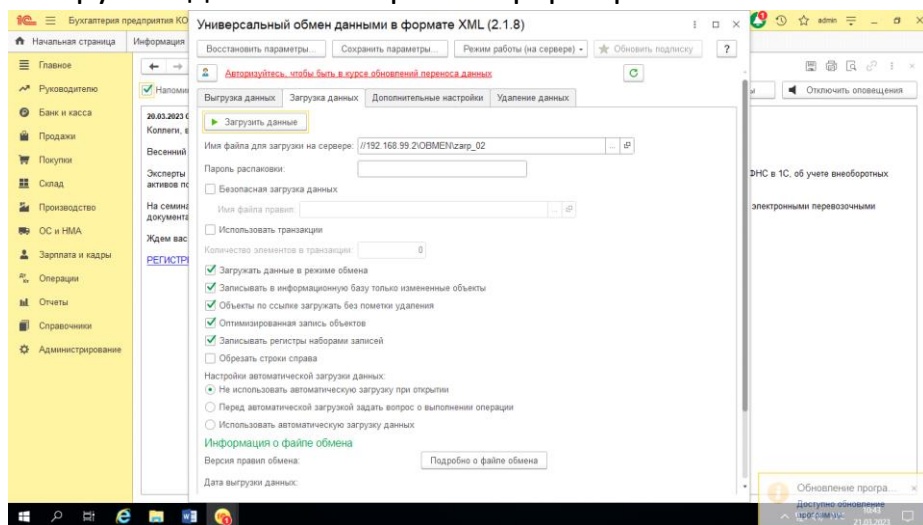 Бухгалтерия предприятия КО
Универсальный обмен данными в формате XML (2.1.8)
admin
Начальная страница
Информация
Восстановить параметры...
Сохранить параметры...
Режим работы (на сервере)
Обновить подписку
?
Главное
Руководителю
Банк и касса
Продажи
Покупки
Склад
Производство
ОС и НМА
Зарплата и кадры
Операции
Отчеты
Справочники
Администрирование
Авторизуйтесь, чтобы быть в курсе обновлений переноса данных
Отключить оповещения
Выгрузка данных
Загрузка данных
Дополнительные настройки
Удаление данных
Загрузить данные
Имя файла для загрузки на сервере: //192.168.99.2\OBMEN\zarp_02
Пароль распаковки:
Безопасная загрузка данных
Имя файла правил:
Использовать транзакции
Количество элементов в транзакции: 0
Загружать данные в режиме обмена
Записывать в информационную базу только измененные объекты
Объекты по ссылке загружать без пометки удаления
Оптимизированная запись объектов
Записывать регистры наборами записей
Обрезать строки справа
Настройки автоматической загрузки данных:
Не использовать автоматическую загрузку при открытии
Перед автоматической загрузкой задать вопрос о выполнении операции
Использовать автоматическую загрузку данных
Информация о файле обмена
Версия правил обмена:
Подробно о файле обмена
Дата выгрузки данных:
20.03.2023
Весенний
Эксперты
активов
На семина
документа
Ждем вас
РЕГИСТР
ФНС в 1С, об учете внеоборотных
электронными перевозочными
Обновление програ...
Доступно обновление
программы
10:43
21.03.2023